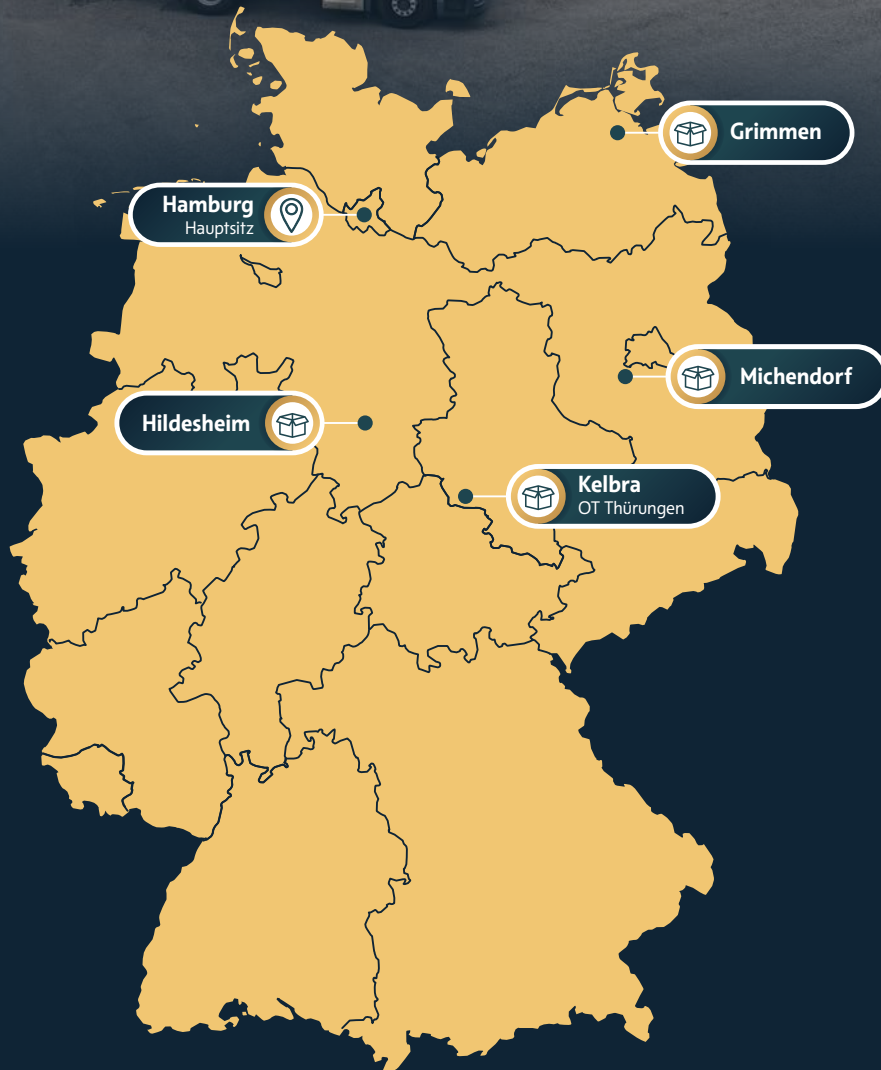 Grimmen
Hamburg
Hauptsitz
Michendorf
Hildesheim
Kelbra
OT Thürungen